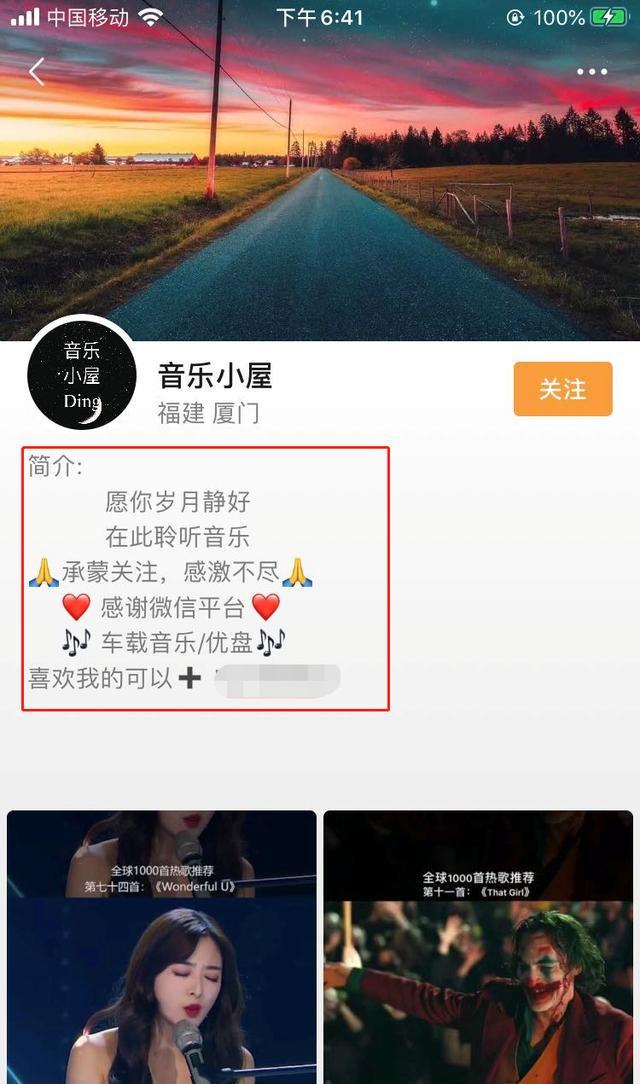 中国移动
下午6:41
100%
音乐
小屋
Ding
音乐小屋
福建 厦门
关注
简介:
愿你岁月静好
在此聆听音乐
🙏承蒙关注，感激不尽🙏
❤️ 感谢微信平台 ❤️
🎶 车载音乐/优盘🎶
喜欢我的可以➕
全球1000首热歌推荐
第七十四首：《Wonderful U》
全球1000首热歌推荐
第十一首：《That Girl》